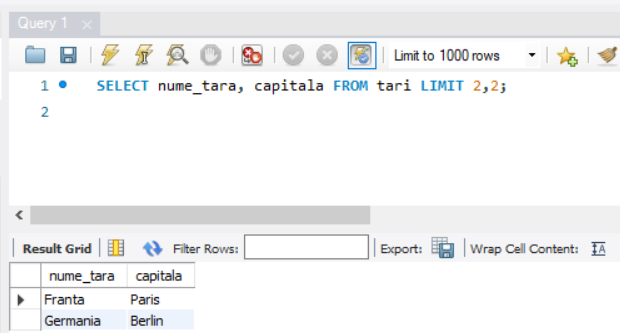 Query 1
Limit to 1000 rows
1 SELECT nume_tara, capitala FROM tari LIMIT 2,2;
2
Result Grid Filter Rows: Export: Wrap Cell Content:
nume_tara capitala
Franta Paris
Germania Berlin